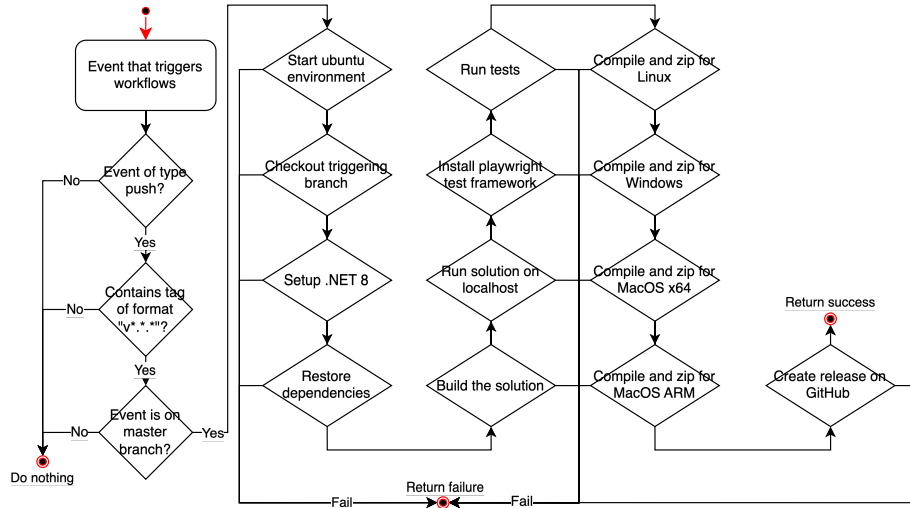 Event that triggers
workflows
Event of type
push?
No
Yes
Contains tag
of format
"v*.*.*"?
No
Yes
Event is on
master
branch?
No
Yes
Do nothing
Start ubuntu
environment
Checkout triggering
branch
Setup .NET 8
Restore
dependencies
Build the solution
Run solution on
localhost
Install playwright
test framework
Run tests
Compile and zip for
Linux
Compile and zip for
Windows
Compile and zip for
MacOS x64
Compile and zip for
MacOS ARM
Create release on
GitHub
Return success
Return failure
Fail
Fail